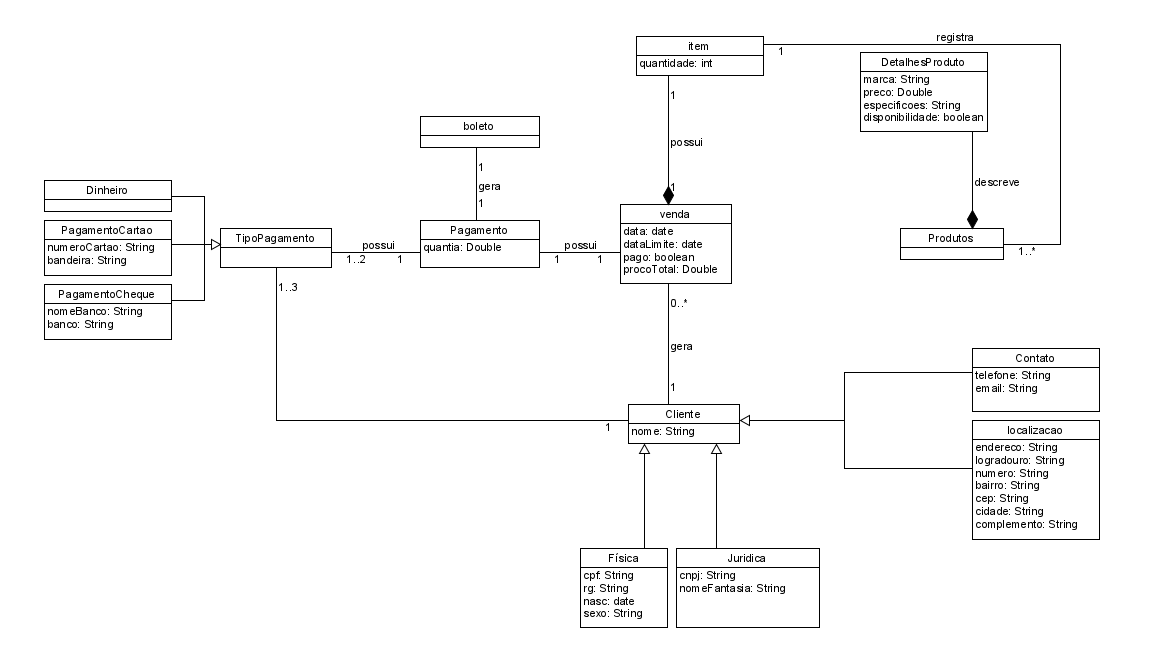 item
quantidade: int
1
registra
DetalhesProduto
marca: String
preco: Double
especificoes: String
disponibilidade: boolean
1
possui
1
descreve
boleto
1
gera
1
Dinheiro
PagamentoCartao
numeroCartao: String
bandeira: String
PagamentoCheque
nomeBanco: String
banco: String
TipoPagamento
possui
1..2
1
Pagamento
quantia: Double
possui
1
1
venda
data: date
dataLimite: date
pago: boolean
procoTotal: Double
Produtos
1..*
1..3
0..*
gera
1
Cliente
nome: String
1
Contato
telefone: String
email: String
localizacao
endereco: String
logradouro: String
numero: String
bairro: String
cep: String
cidade: String
complemento: String
Física
cpf: String
rg: String
nasc: date
sexo: String
Juridica
cnpj: String
nomeFantasia: String